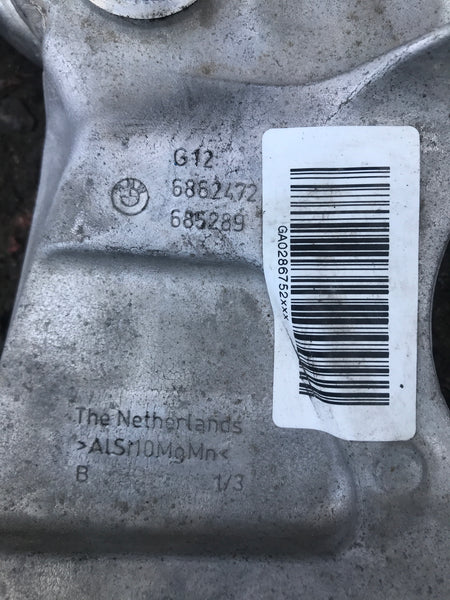 G12
6862472
685289
GA0286752xxx
The Netherlands
>AlSi10MgMn<
B 1/3